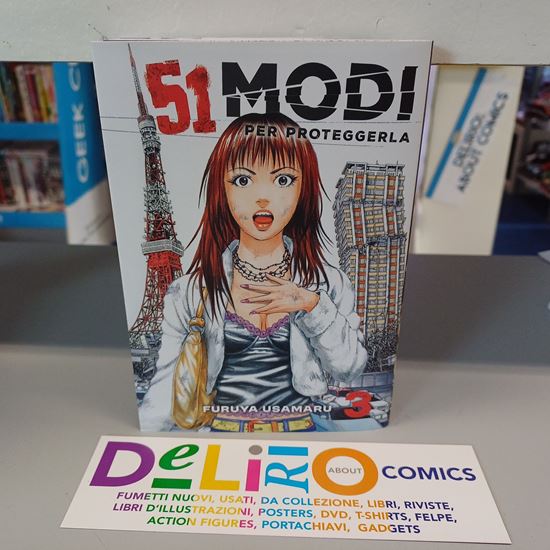 51 MODI
PER PROTEGGERLA
FURUYA USAMARU
3
GEEK C
DELIRIO!
ABOUT COMICS
DeLiRiO ABOUT COMICS
FUMETTI NUOVI, USATI, DA COLLEZIONE, LIBRI, RIVISTE,
LIBRI D'ILLUSTRAZIONI, POSTERS, DVD, T-SHIRTS, FELPE,
ACTION FIGURES, PORTACHIAVI, GADGETS